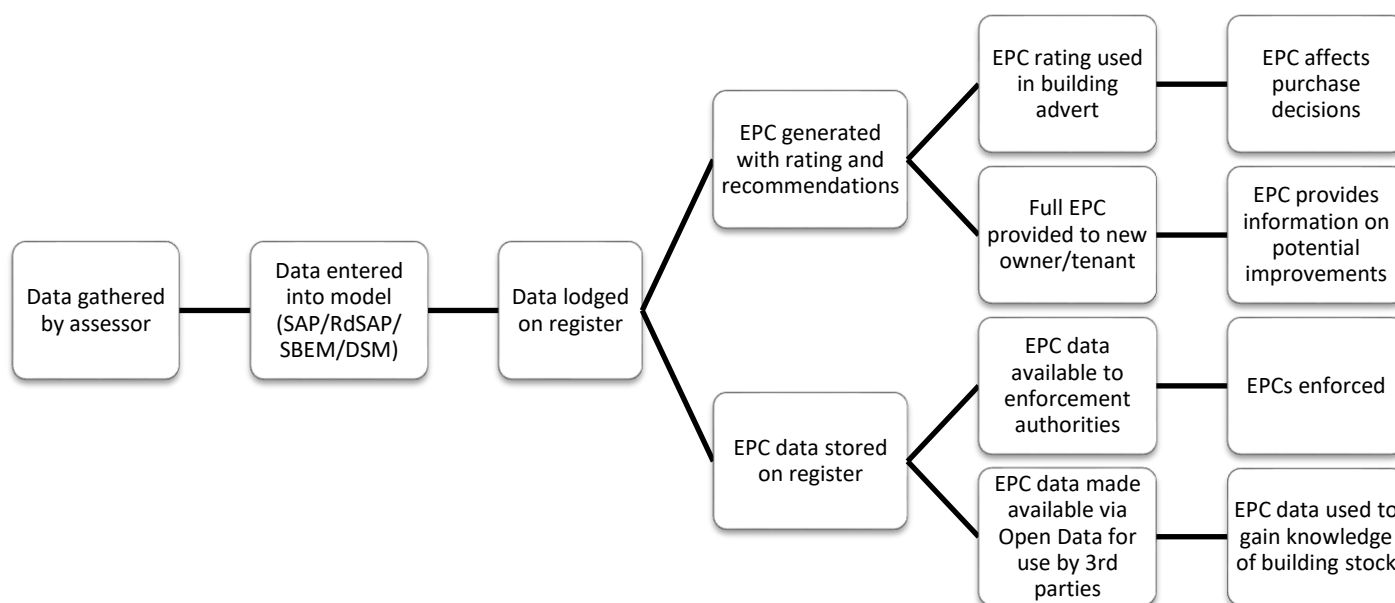 Data gathered
by assessor
Data entered
into model
(SAP/RdSAP/
SBEM/DSM)
Data lodged
on register
EPC generated
with rating and
recommendations
EPC rating used
in building
advert
EPC affects
purchase
decisions
Full EPC
provided to new
owner/tenant
EPC provides
information on
potential
improvements
EPC data stored
on register
EPC data
available to
enforcement
authorities
EPCs enforced
EPC data made
available via
Open Data for
use by 3rd
parties
EPC data used to
gain knowledge
of building stock